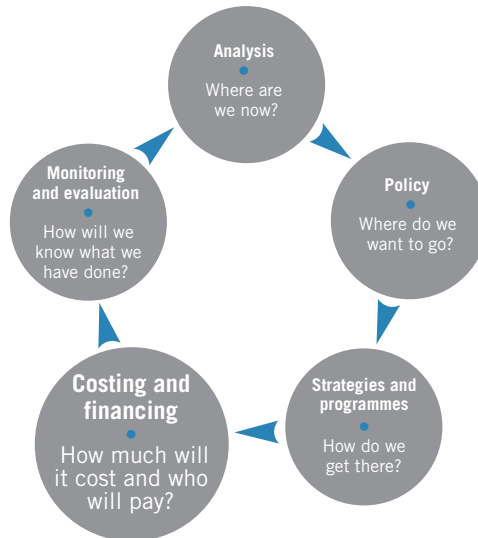 Analysis
Where are
we now?
Policy
Where do we
want to go?
Strategies and
programmes
How do we
get there?
Costing and
financing
How much will
it cost and who
will pay?
Monitoring
and evaluation
How will we
know what we
have done?